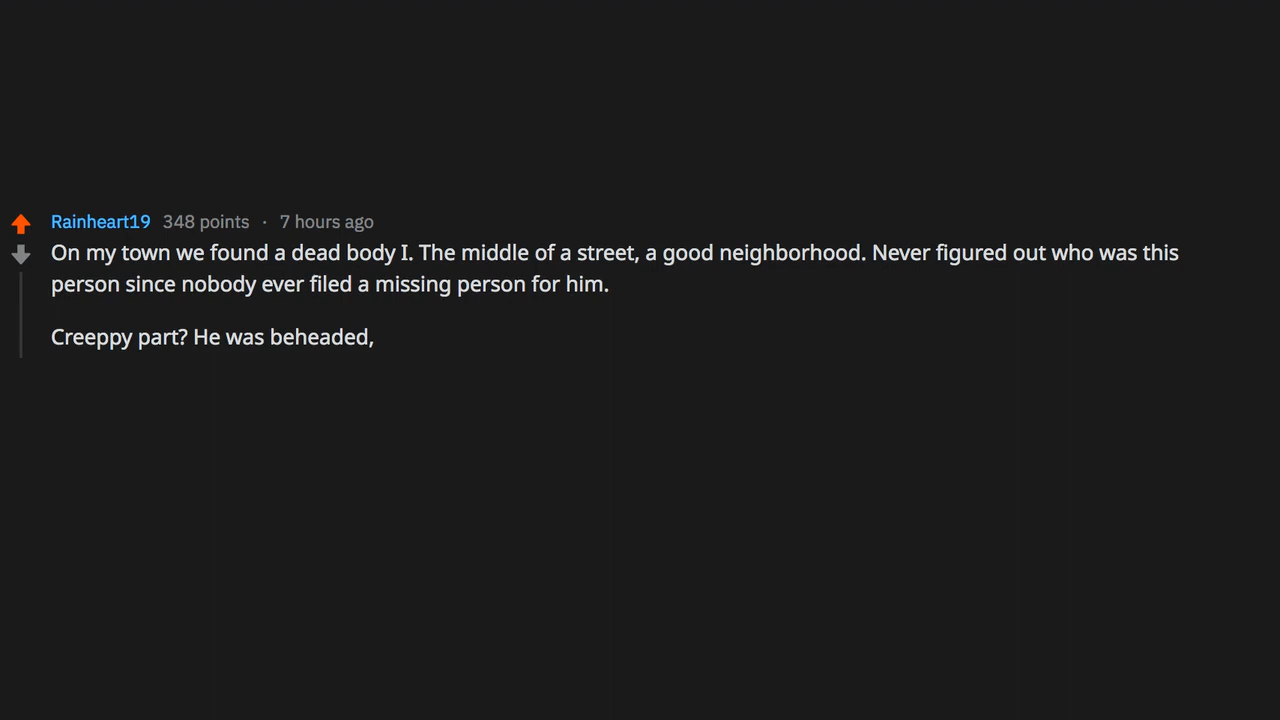 Rainheart19 348 points · 7 hours ago
On my town we found a dead body I. The middle of a street, a good neighborhood. Never figured out who was this
person since nobody ever filed a missing person for him.
Creeppy part? He was beheaded,